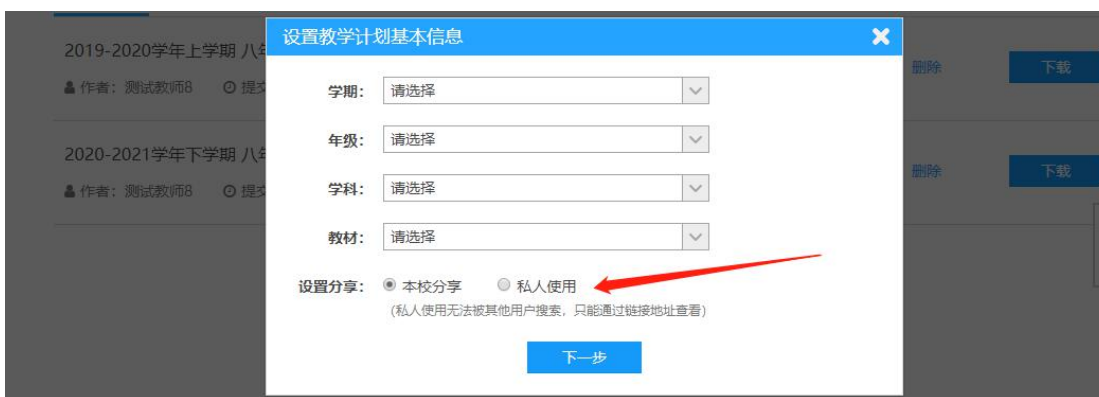 设置教学计划基本信息
2019-2020学年上学期 八年
作者：测试教师8 提交
删除 下载
学期： 请选择
年级： 请选择
2020-2021学年下学期 八年
作者：测试教师8 提交
删除 下载
学科： 请选择
教材： 请选择
设置分享： 本校分享 私人使用
(私人使用无法被其他用户搜索，只能通过链接地址查看)
下一步